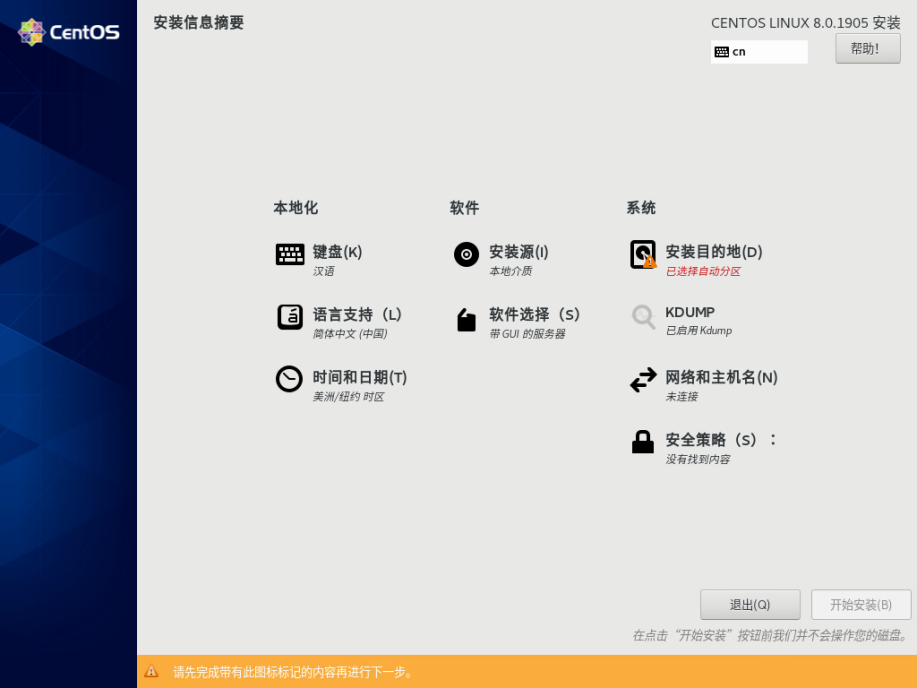 CentOS
安装信息摘要
CENTOS LINUX 8.0.1905 安装
cn
帮助!
本地化
软件
系统
键盘(K)
汉语
安装源(I)
本地介质
安装目的地(D)
已选择自动分区
语言支持（L）
简体中文 (中国)
软件选择（S）
带 GUI 的服务器
KDUMP
已启用 Kdump
时间和日期(T)
美洲/纽约 时区
网络和主机名(N)
未连接
安全策略（S）：
没有找到内容
退出(Q)
开始安装(B)
在点击“开始安装”按钮前我们并不会操作您的磁盘。
请先完成带有此图标标记的内容再进行下一步。